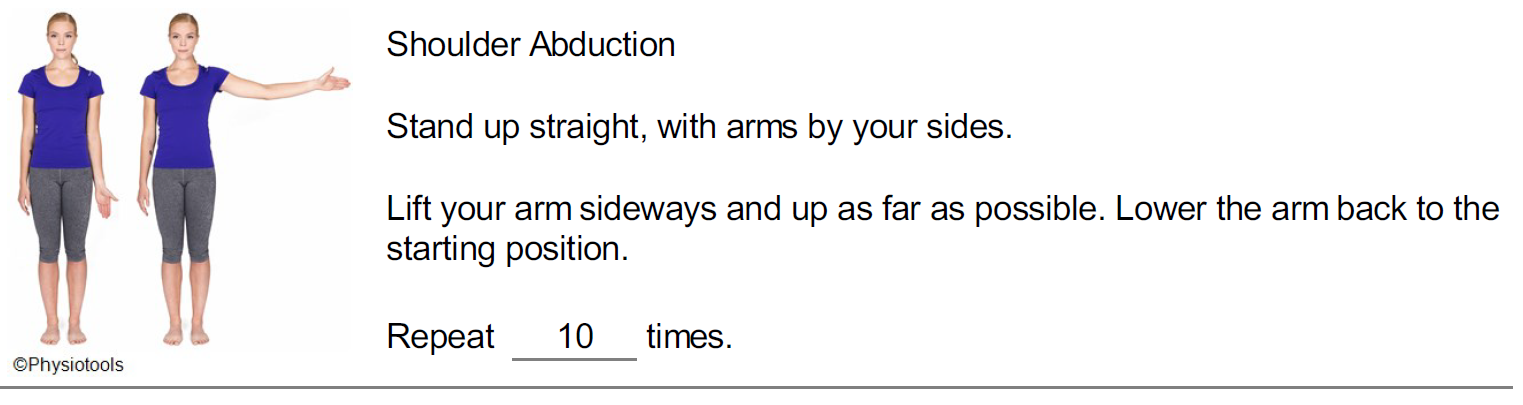 Shoulder Abduction
Stand up straight, with arms by your sides.
Lift your arm sideways and up as far as possible. Lower the arm back to the
starting position.
Repeat 10 times.
©Physiotools